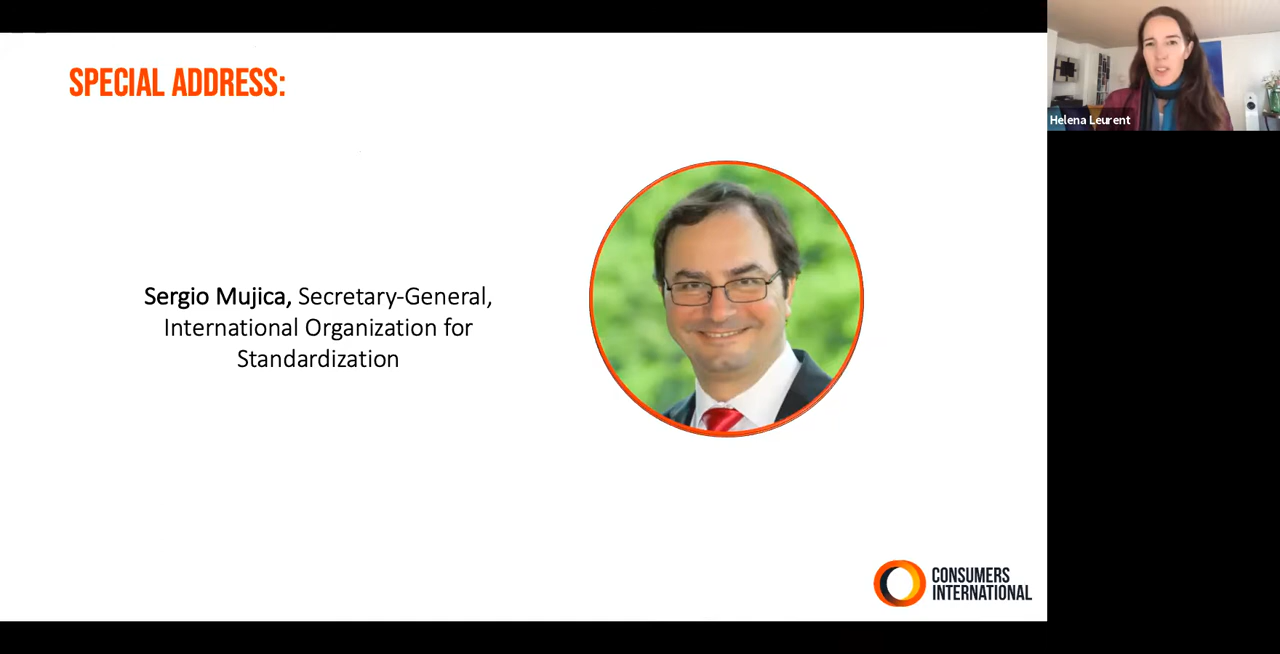 SPECIAL ADDRESS:
Helena Leurent
Sergio Mujica, Secretary-General,
International Organization for
Standardization
CONSUMERS
INTERNATIONAL